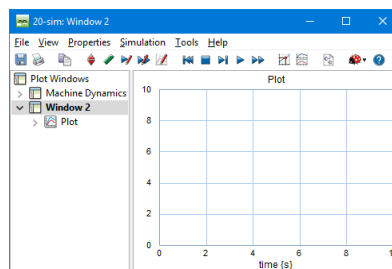 20-sim: Window 2
File View Properties Simulation Tools Help
Plot Windows
Machine Dynamics
Window 2
Plot
Plot
10
8
6
4
2
0
0 2 4 6 8
time {s}